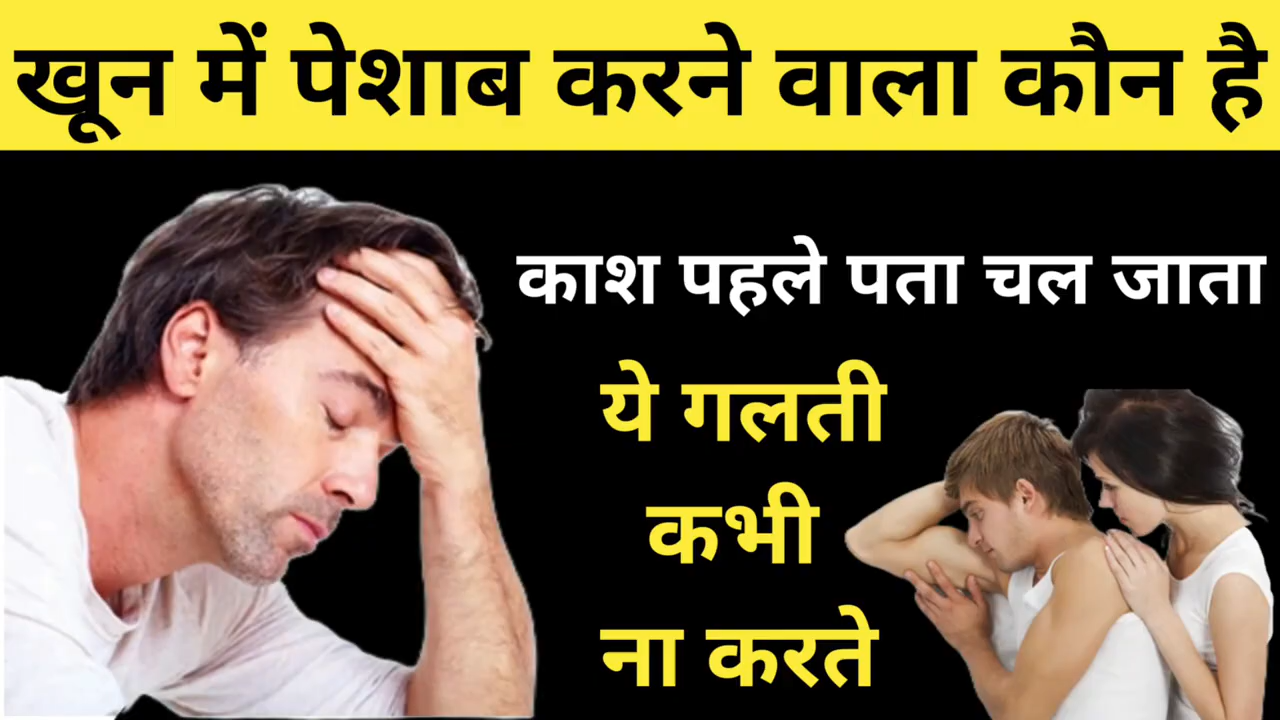 खून में पेशाब करने वाला कौन है
काश पहले पता चल जाता
ये गलती
कभी
ना करते